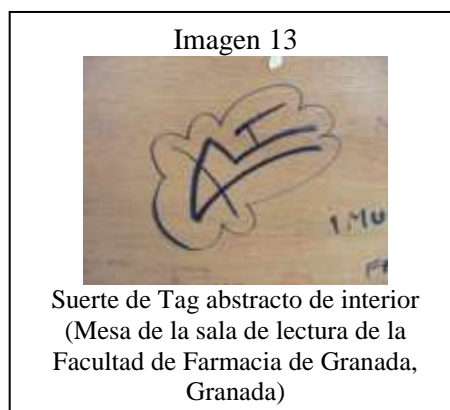 Imagen 13
¡MU
Suerte de Tag abstracto de interior
(Mesa de la sala de lectura de la
Facultad de Farmacia de Granada,
Granada)